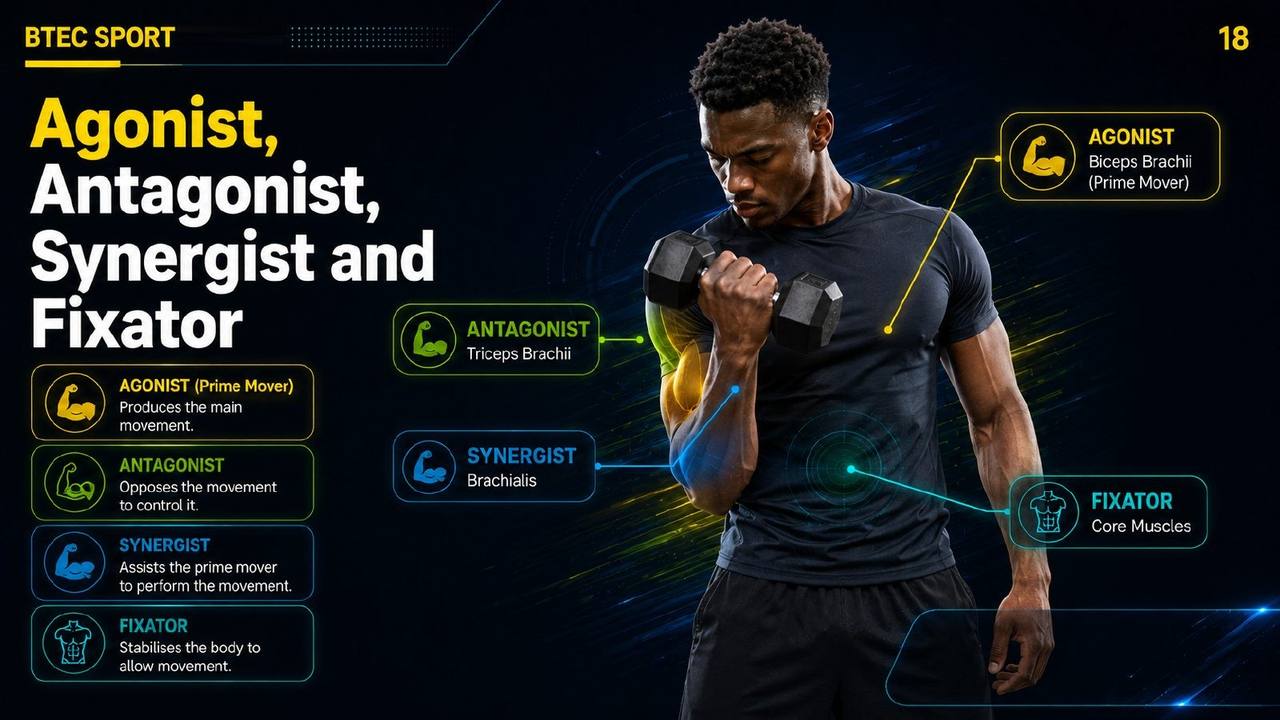 BTEC SPORT
18
Agonist,
Antagonist,
Synergist and
Fixator
AGONIST (Prime Mover)
Produces the main
movement.
ANTAGONIST
Opposes the movement
to control it.
SYNERGIST
Assists the prime mover
to perform the movement.
FIXATOR
Stabilises the body to
allow movement.
ANTAGONIST
Triceps Brachii
SYNERGIST
Brachialis
AGONIST
Biceps Brachii
(Prime Mover)
FIXATOR
Core Muscles